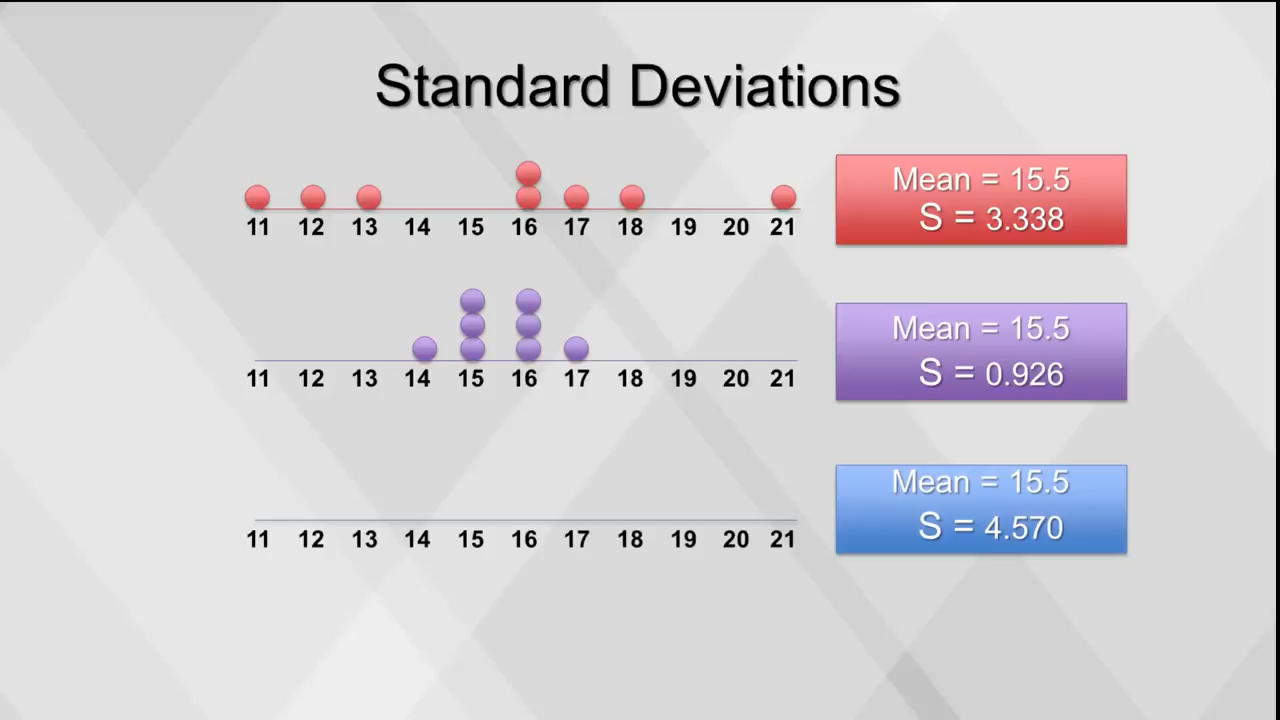 Standard Deviations
Mean = 15.5
S = 3.338
11 12 13 14 15 16 17 18 19 20 21
Mean = 15.5
S = 0.926
11 12 13 14 15 16 17 18 19 20 21
Mean = 15.5
S = 4.570
11 12 13 14 15 16 17 18 19 20 21